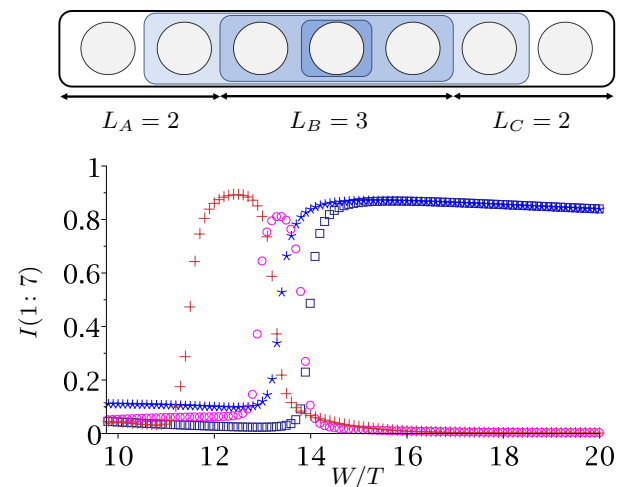 L_A = 2
L_B = 3
L_C = 2
1
0.8
0.6
0.4
0.2
0
I(1: 7)
10
12
14
16
18
20
W/T